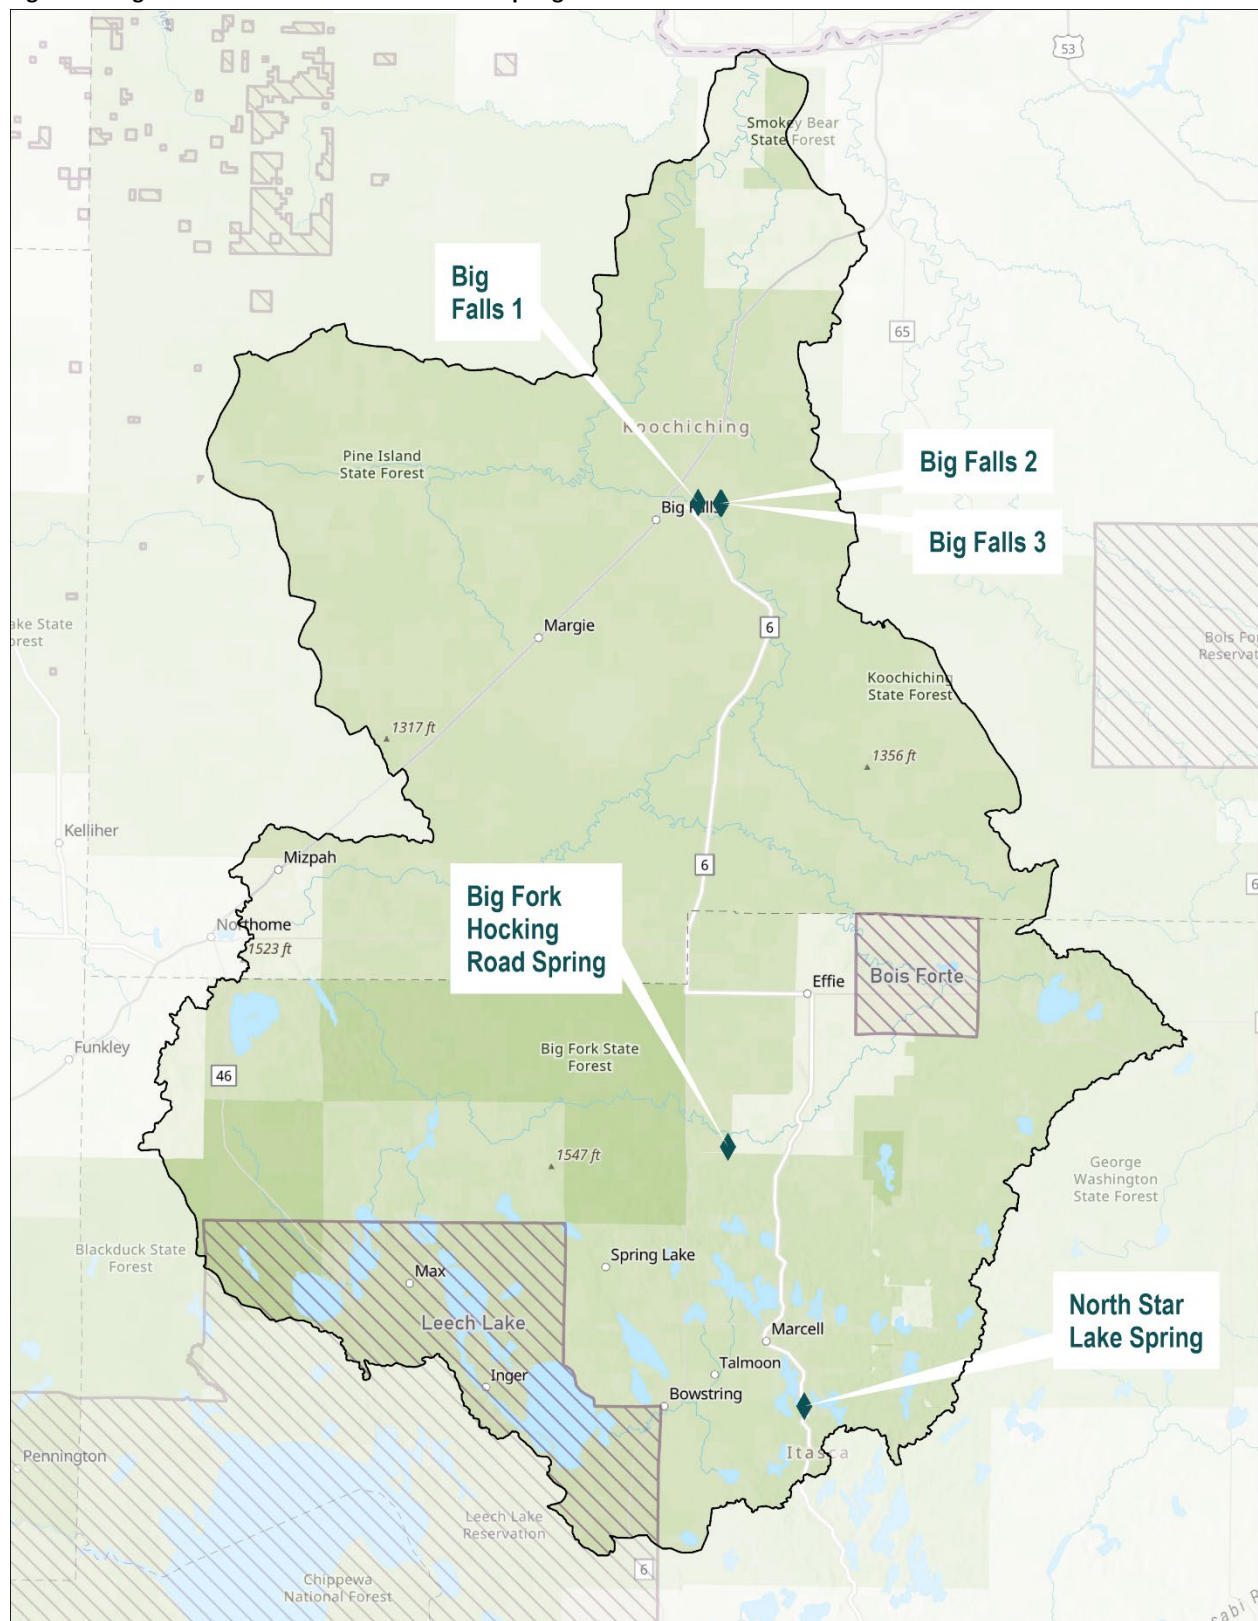 53
Smokey Bear
State Forest
Big
Falls 1
65
Koochiching
Pine Island
State Forest
Big Falls 2
Big Falls
Big Falls 3
Margie
6
Koochiching
State Forest
1317 ft
1356 ft
Kelliher
Mizpah
6
Big Fork
Hocking
Road Spring
Northome
1523 ft
Effie
Bois Forte
Funkley
Big Fork State
Forest
46
1547 ft
George
Washington
State Forest
Blackduck State
Forest
Spring Lake
Max
Leech Lake
North Star
Lake Spring
Marcell
Talmoon
Inger
Bowstring
Itasca
Pennington
Leech Lake
Reservation
6
Chippewa
National Forest